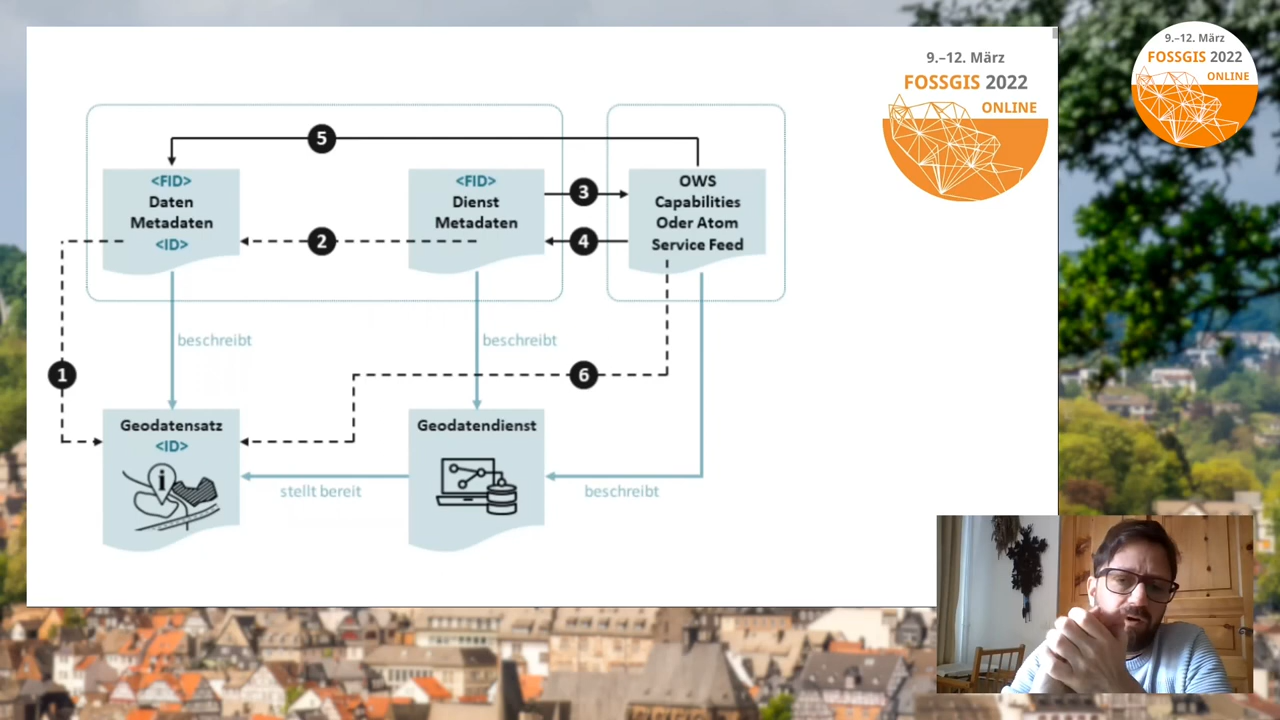 9.–12. März
FOSSGIS 2022
ONLINE
9.–12. März
FOSSGIS 2022
ONLINE
5
<FID>
Daten
Metadaten
<ID>
<FID>
Dienst
Metadaten
OWS
Capabilities
Oder Atom
Service Feed
3
2
4
beschreibt
beschreibt
1
6
Geodatensatz
<ID>
i
Geodatendienst
stellt bereit
beschreibt